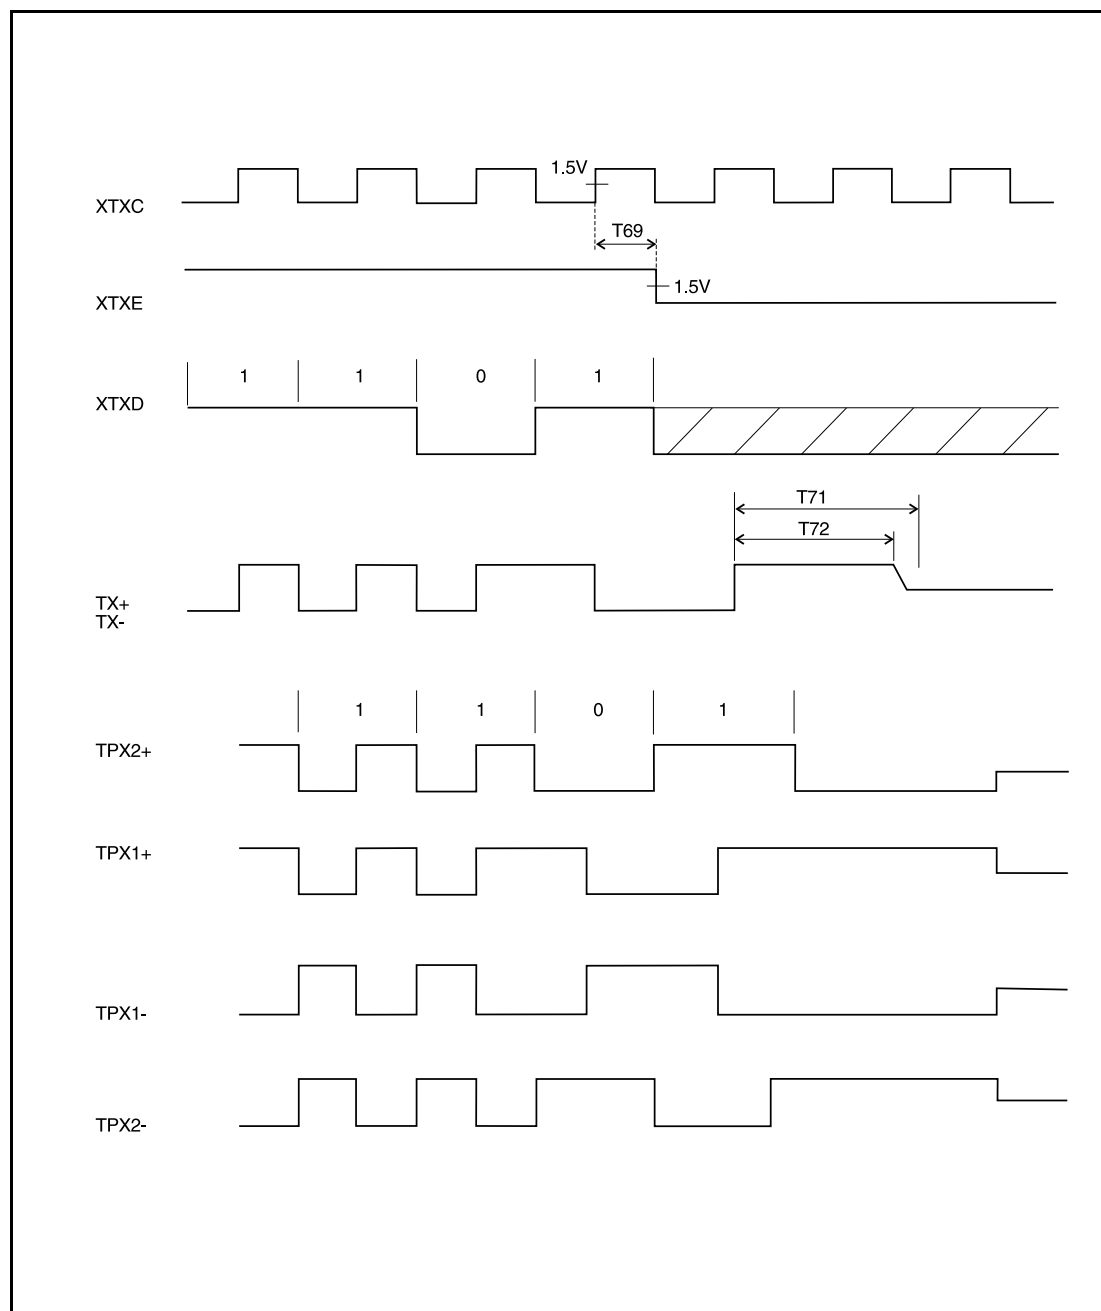 1.5V
XTXC
T69
XTXE
1.5V
1 1 0 1
XTXD
T71
T72
TX+
TX-
1 1 0 1
TPX2+
TPX1+
TPX1-
TPX2-